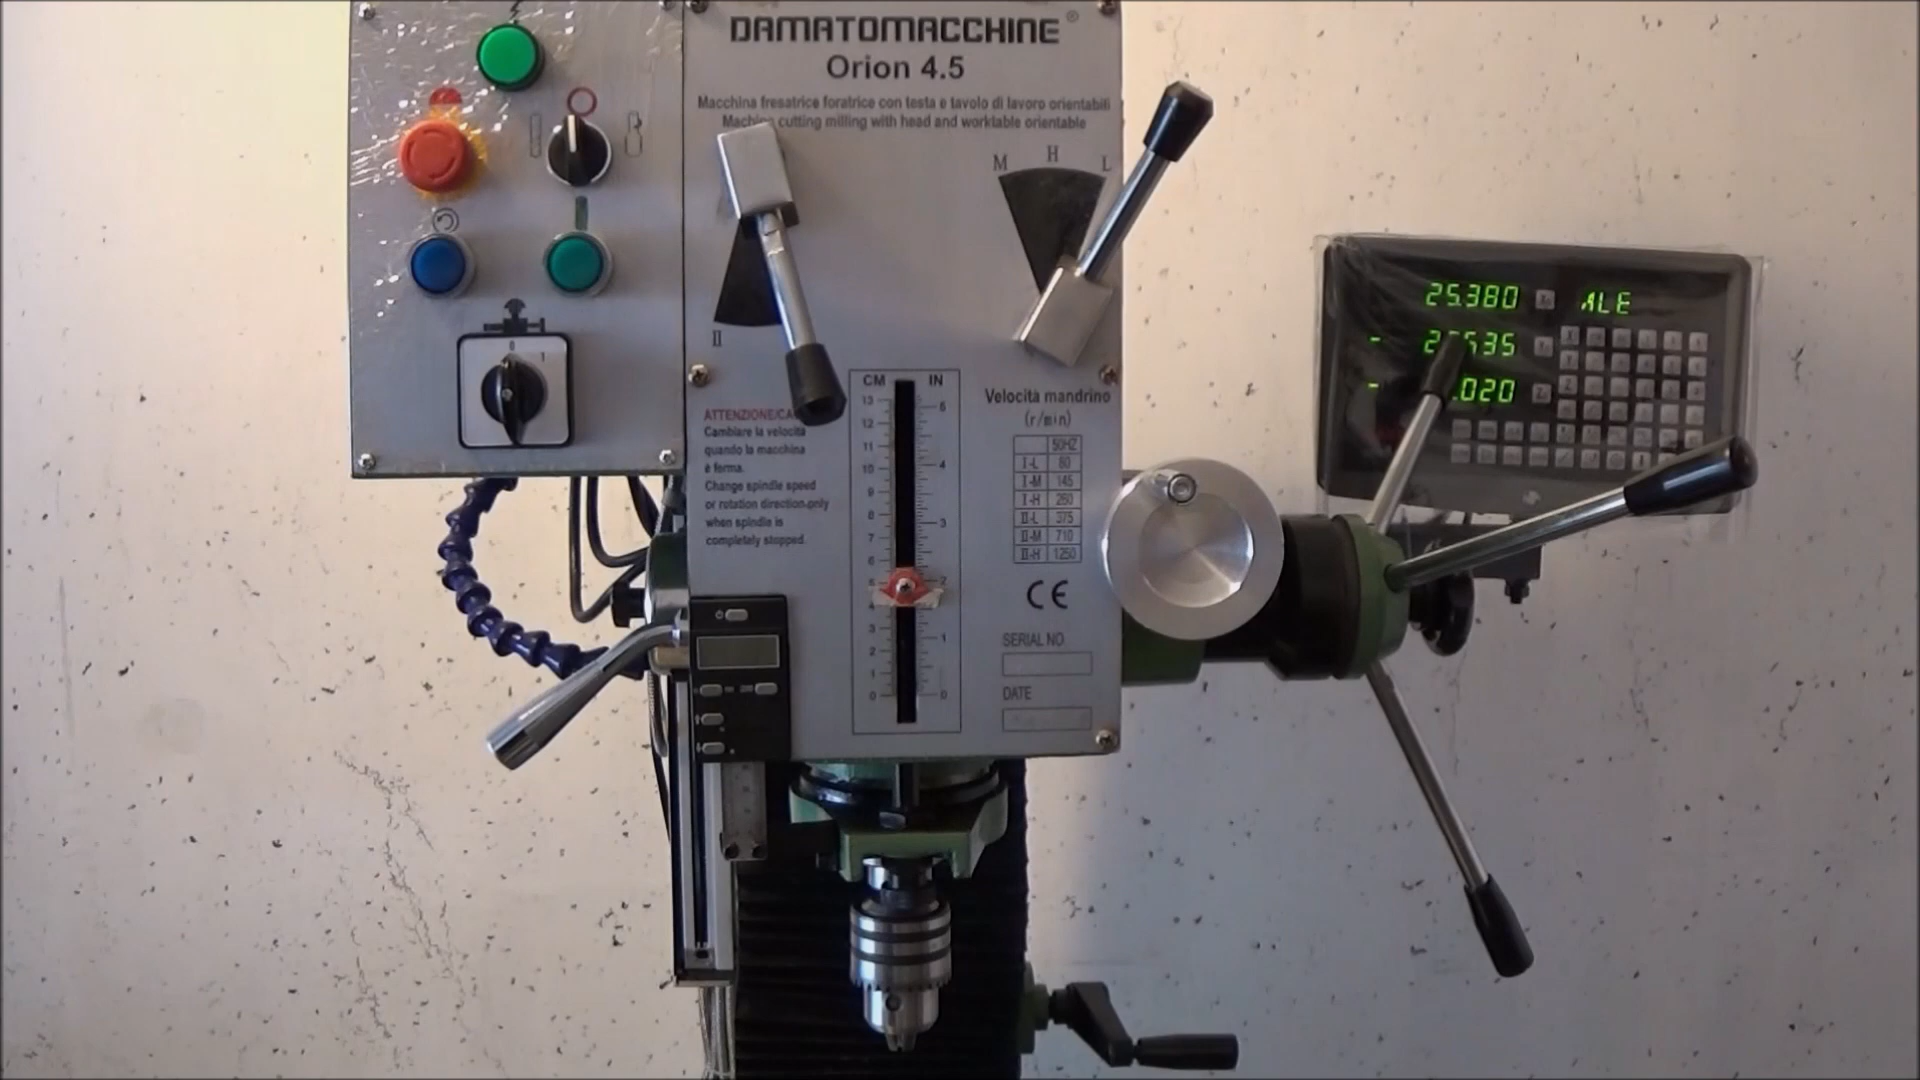 DAMATOMACCHINE®
Orion 4.5
Macchina fresatrice foratrice con testa e tavolo di lavoro orientabili
Machine cutting milling with head and worktable orientable
M H L
II
0 1
25.380 ALE
535
.020
ATTENZIONE/CAU
Cambiare la velocità
quando la macchina
è ferma.
Change spindle speed
or rotation direction only
when spindle is
completely stopped.
CM IN
13
12
11
10
9
8
7
6
5
4
3
2
1
0
5
4
3
2
1
0
Velocità mandrino
(r/min)
50HZ
I-L 80
I-M 145
I-H 260
II-L 375
II-M 710
II-H 1250
CE
SERIAL NO
DATE